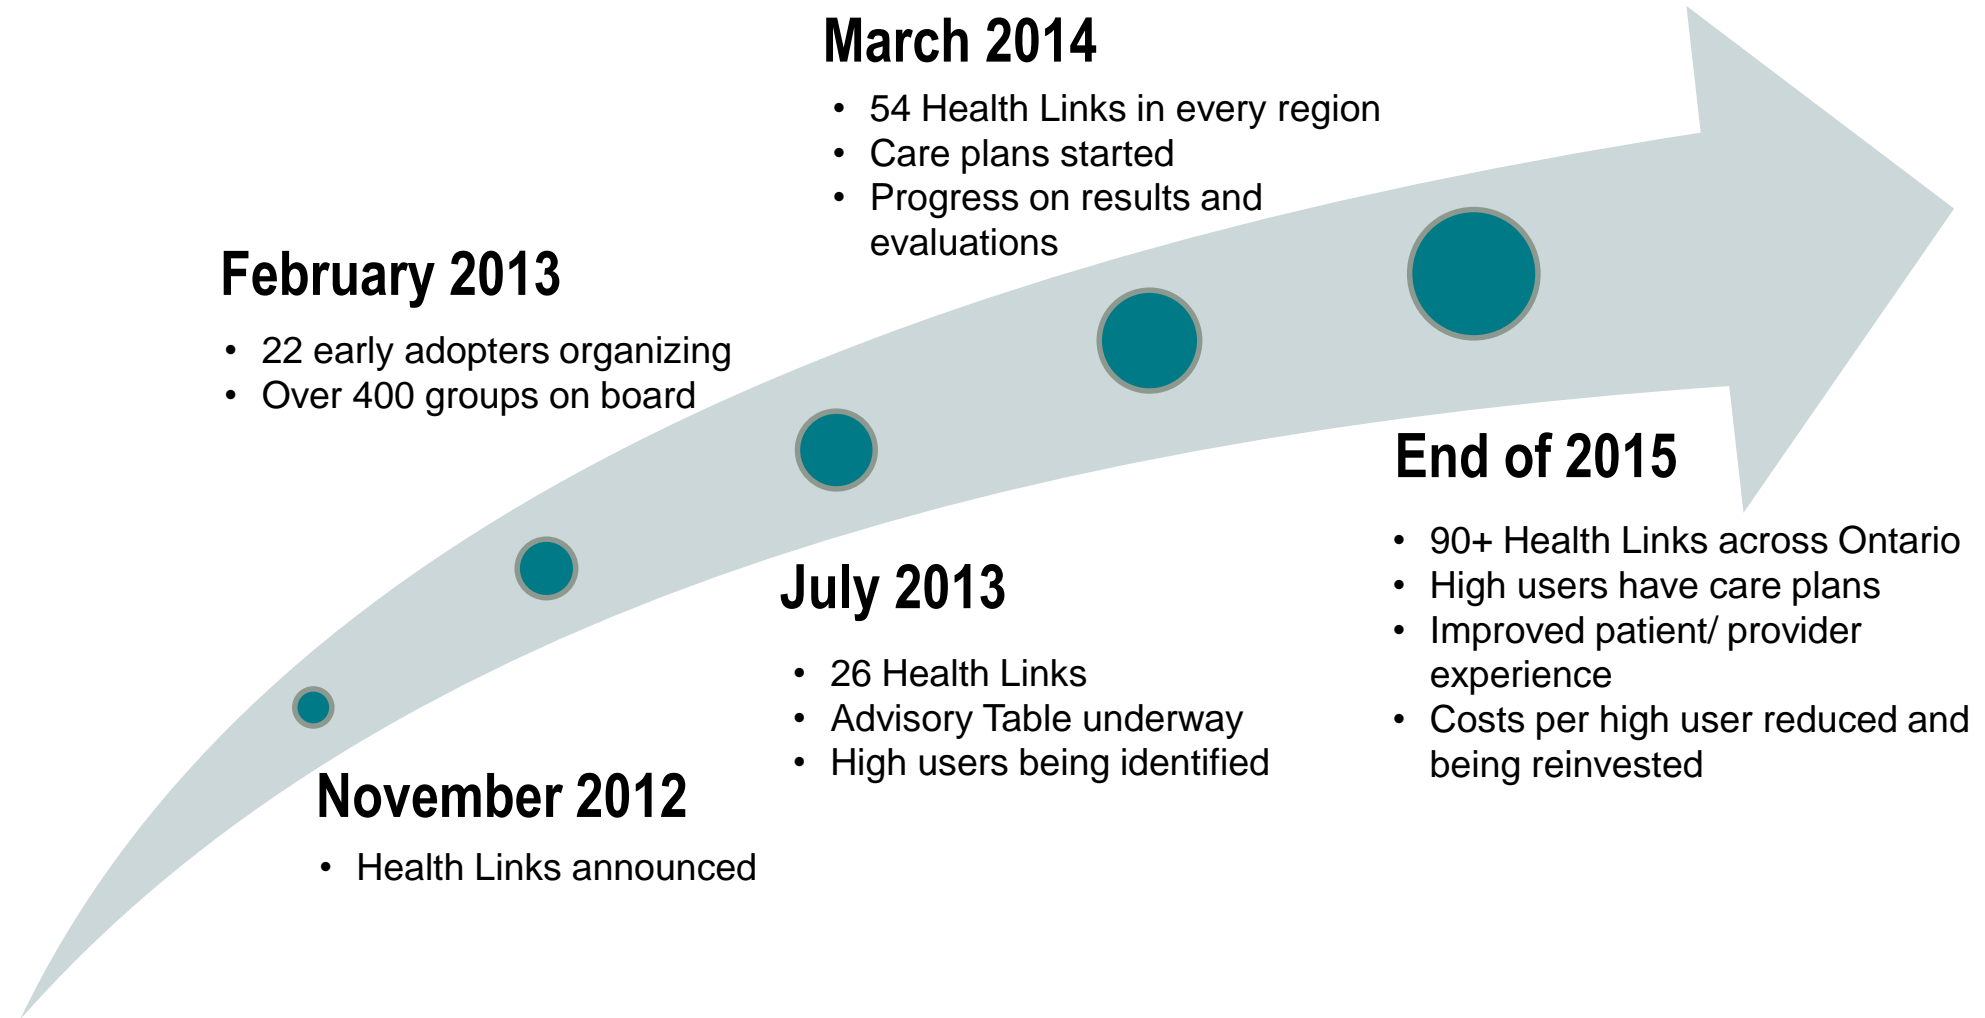 March 2014
• 54 Health Links in every region
• Care plans started
• Progress on results and
evaluations
February 2013
• 22 early adopters organizing
• Over 400 groups on board
End of 2015
• 90+ Health Links across Ontario
• High users have care plans
• Improved patient/ provider
experience
• Costs per high user reduced and
being reinvested
July 2013
• 26 Health Links
• Advisory Table underway
• High users being identified
November 2012
• Health Links announced